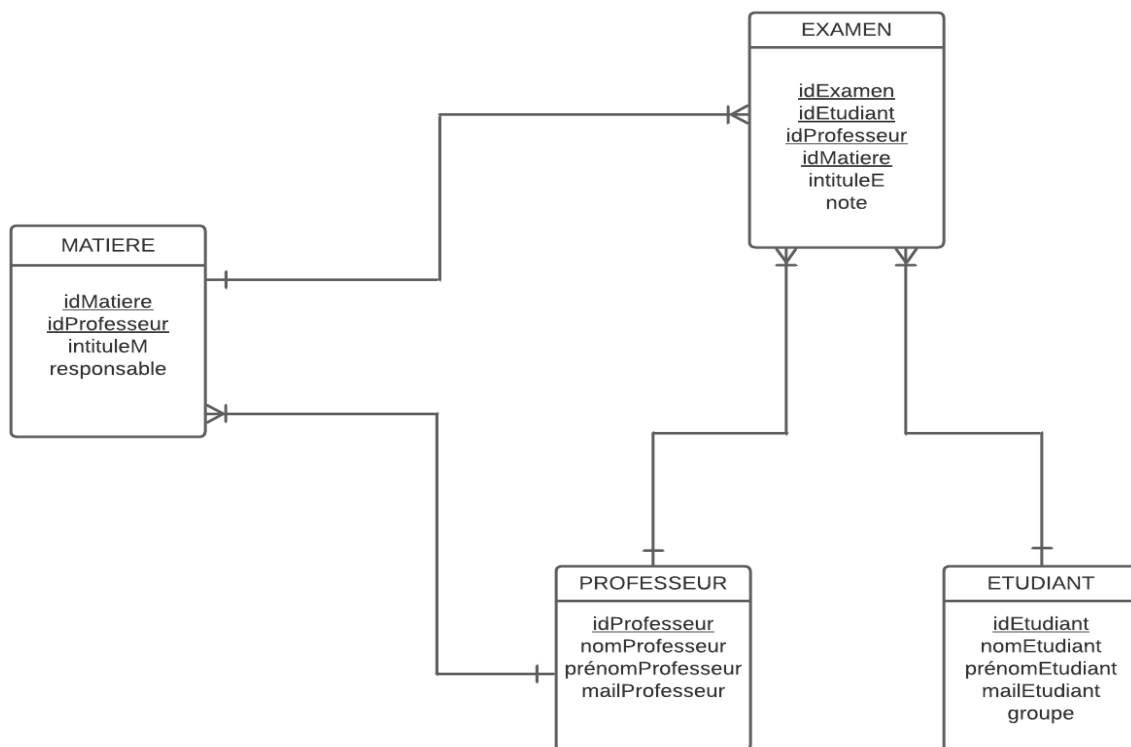 EXAMEN
idExamen
idEtudiant
idProfesseur
idMatiere
intituleE
note
MATIERE
idMatiere
idProfesseur
intituleM
responsable
PROFESSEUR
idProfesseur
nomProfesseur
prénomProfesseur
mailProfesseur
ETUDIANT
idEtudiant
nomEtudiant
prénomEtudiant
mailEtudiant
groupe